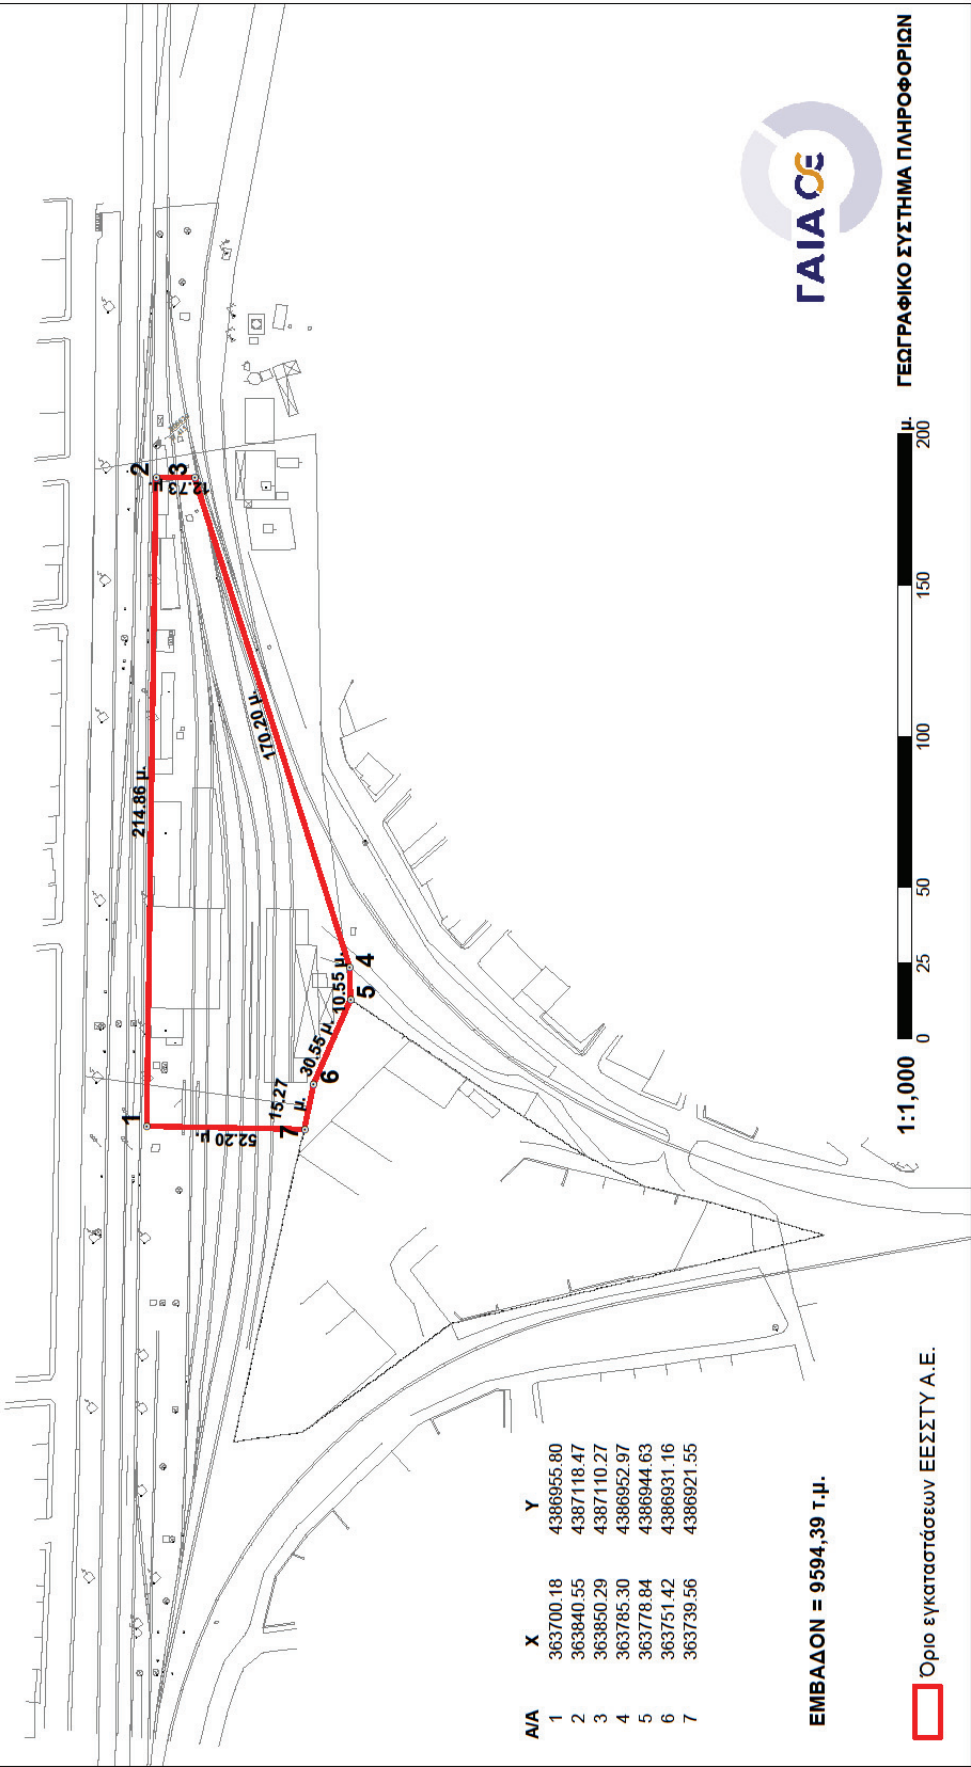 1
2
3
4
5
6
7
214.86 μ.
12.73 μ.
170.20 μ.
10.55 μ.
30.55 μ.
15.27
μ.
52.20 μ.
Α/Α Χ Υ
1 363700.18 4386955.80
2 363840.55 4387118.47
3 363850.29 4387110.27
4 363785.30 4386952.97
5 363778.84 4386944.63
6 363751.42 4386931.16
7 363739.56 4386921.55
ΕΜΒΑΔΟΝ = 9594,39 τ.μ.
Όριο εγκαταστάσεων ΕΕΣΣΤΥ Α.Ε.
1:1,000
0 25 50 100 150 200
μ.
ΓΑΙΑ ΟΣΕ
ΓΕΩΓΡΑΦΙΚΟ ΣΥΣΤΗΜΑ ΠΛΗΡΟΦΟΡΙΩΝ